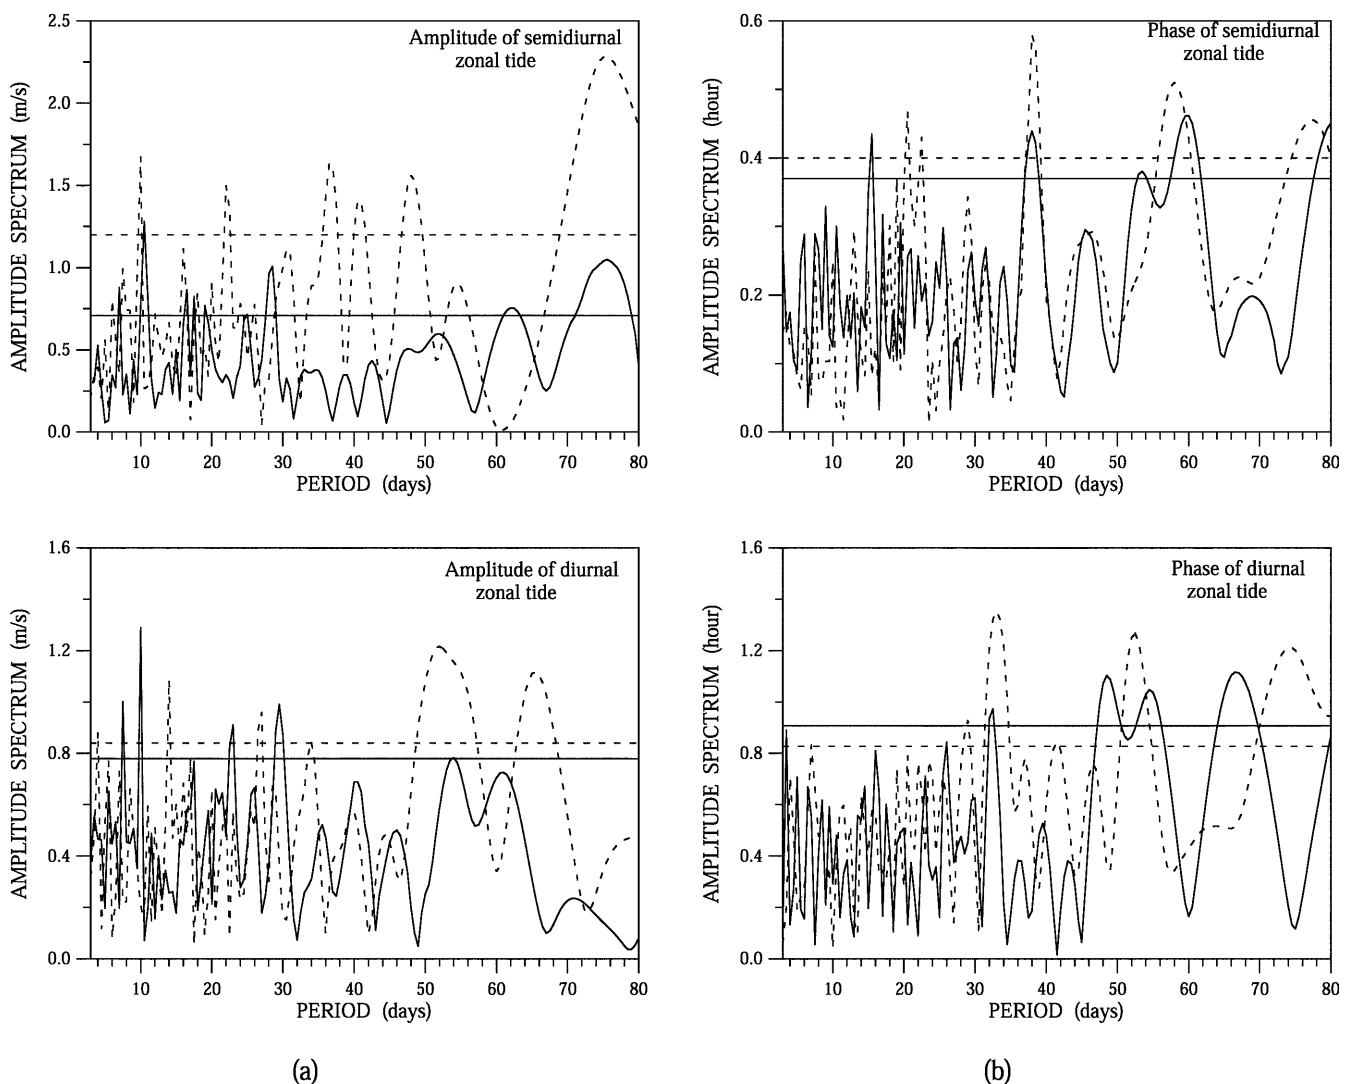 Amplitude of semidiurnal
zonal tide
AMPLITUDE SPECTRUM (m/s)
2.5
2.0
1.5
1.0
0.5
0.0
10 20 30 40 50 60 70 80
PERIOD (days)
Phase of semidiurnal
zonal tide
AMPLITUDE SPECTRUM (hour)
0.6
0.4
0.2
0.0
10 20 30 40 50 60 70 80
PERIOD (days)
Amplitude of diurnal
zonal tide
AMPLITUDE SPECTRUM (m/s)
1.6
1.2
0.8
0.4
0.0
10 20 30 40 50 60 70 80
PERIOD (days)
Phase of diurnal
zonal tide
AMPLITUDE SPECTRUM (hour)
1.6
1.2
0.8
0.4
0.0
10 20 30 40 50 60 70 80
PERIOD (days)
(a)
(b)